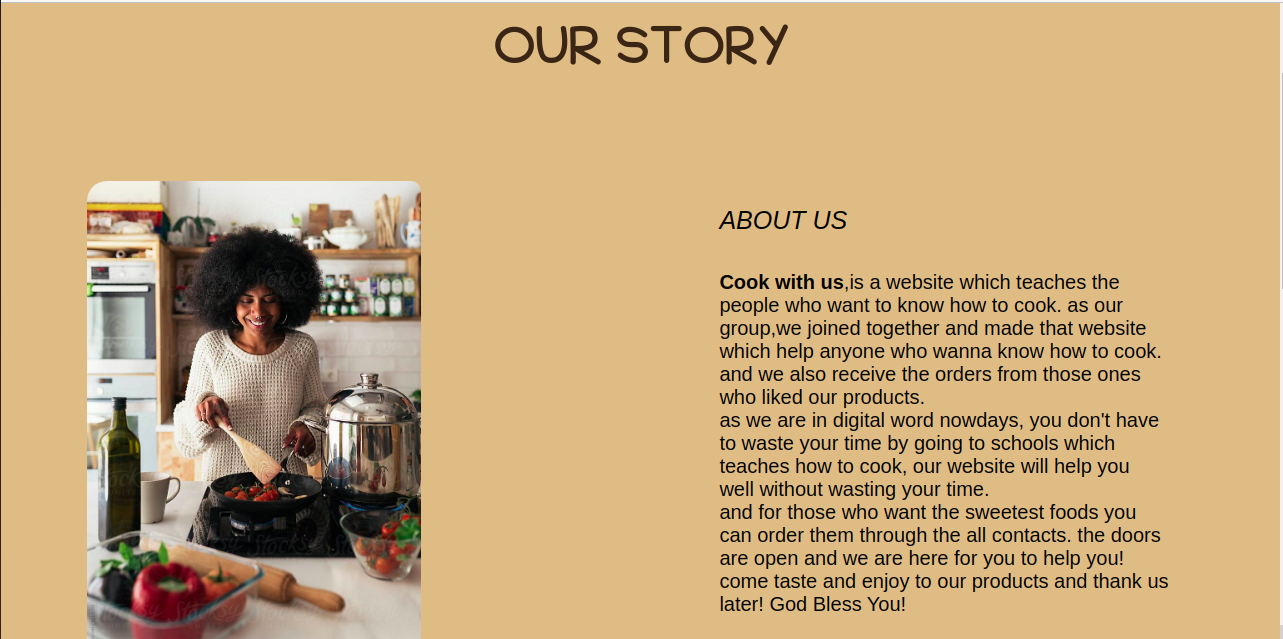 OUR STORY
ABOUT US
Cook with us,is a website which teaches the
people who want to know how to cook. as our
group,we joined together and made that website
which help anyone who wanna know how to cook.
and we also receive the orders from those ones
who liked our products.
as we are in digital word nowdays, you don't have
to waste your time by going to schools which
teaches how to cook, our website will help you
well without wasting your time.
and for those who want the sweetest foods you
can order them through the all contacts. the doors
are open and we are here for you to help you!
come taste and enjoy to our products and thank us
later! God Bless You!